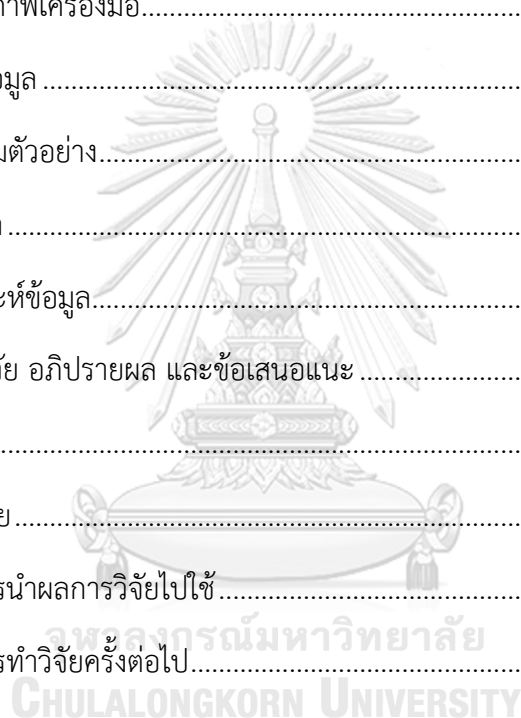 าพเครื่องมือ
อมูล
มตัวอย่าง
า
ะห์ข้อมูล
ัย อภิปรายผล และข้อเสนอแนะ
ย
รนำผลการวิจัยไปใช้
จุฬาลงกรณ์มหาวิทยาลัย
รทำวิจัยครั้งต่อไป
CHULALONGKORN UNIVERSITY